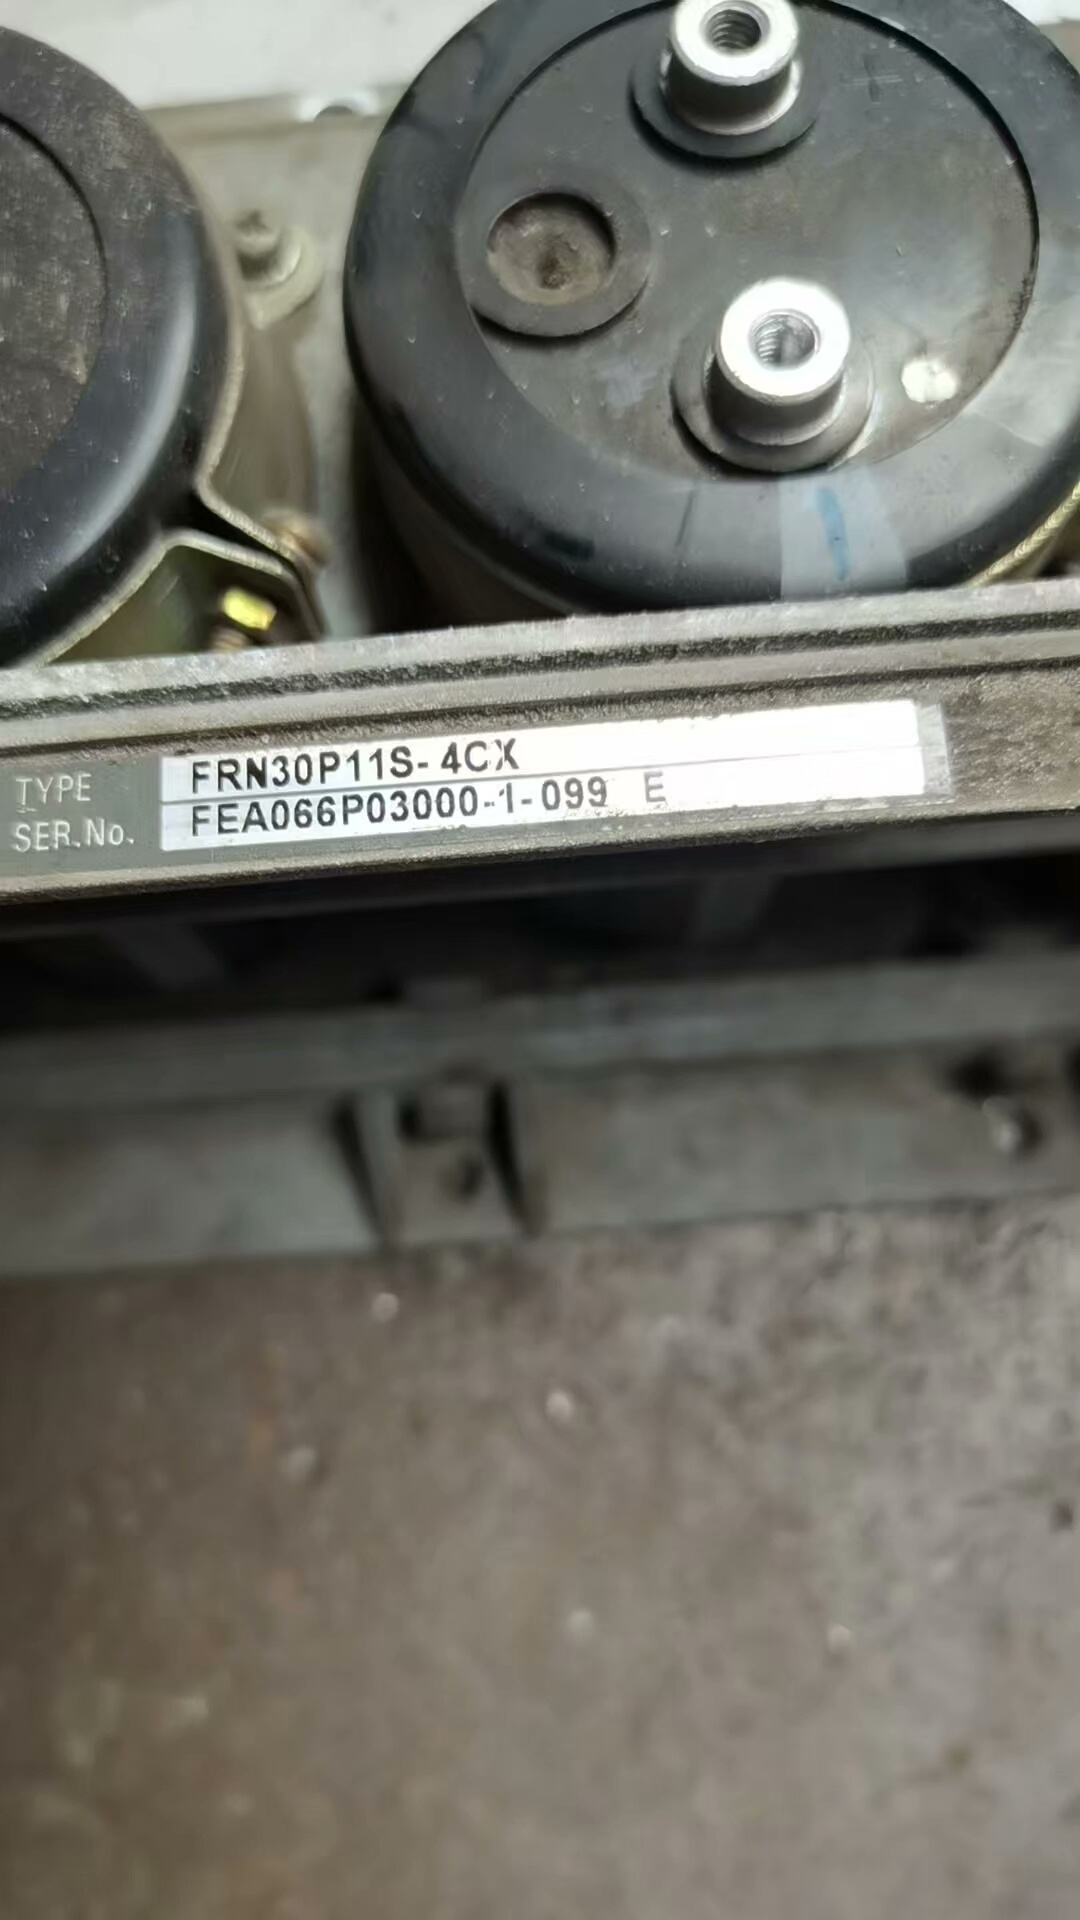 TYPE FRN30P11S-4CX
SER.No. FEA066P03000-1-099 E